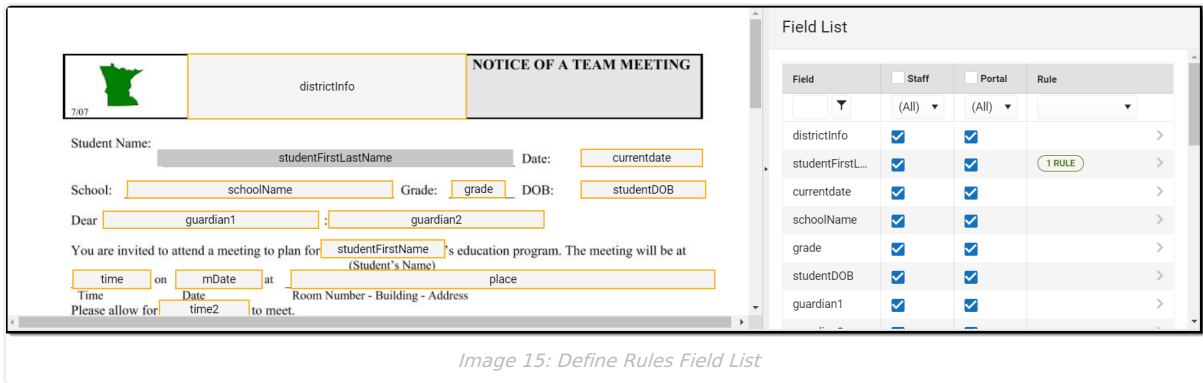 NOTICE OF A TEAM MEETING
districtInfo
7/07
Student Name:
studentFirstLastName Date: currentdate
School: schoolName Grade: grade DOB: studentDOB
Dear guardian1 : guardian2
You are invited to attend a meeting to plan for studentFirstName 's education program. The meeting will be at
(Student's Name)
time on mDate at place
Time Date Room Number - Building - Address
Please allow for time2 to meet.
Field List
Field Staff Portal Rule
(All) (All)
districtInfo
studentFirstL... 1 RULE
currentdate
schoolName
grade
studentDOB
guardian1
Image 15: Define Rules Field List